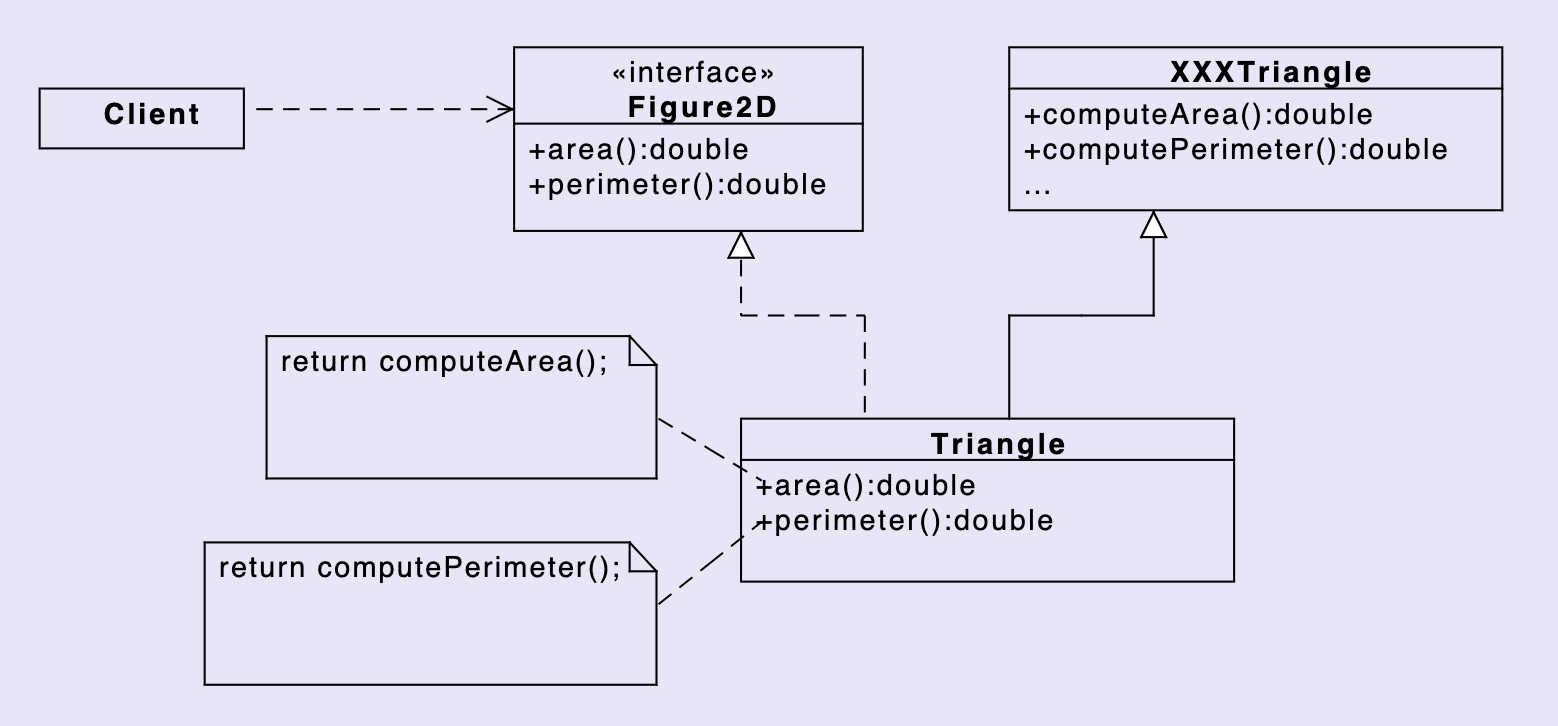 Client
«interface»
Figure2D
+area():double
+perimeter():double
XXXTriangle
+computeArea():double
+computePerimeter():double
...
return computeArea();
return computePerimeter();
Triangle
+area():double
+perimeter():double